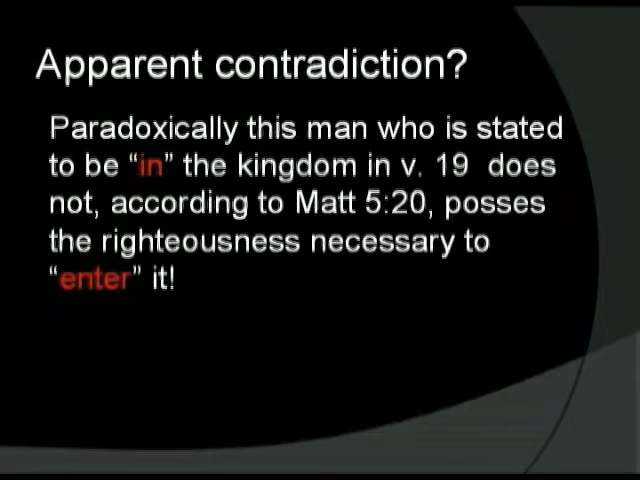 Apparent contradiction?
Paradoxically this man who is stated
to be “in” the kingdom in v. 19 does
not, according to Matt 5:20, posses
the righteousness necessary to
“enter” it!